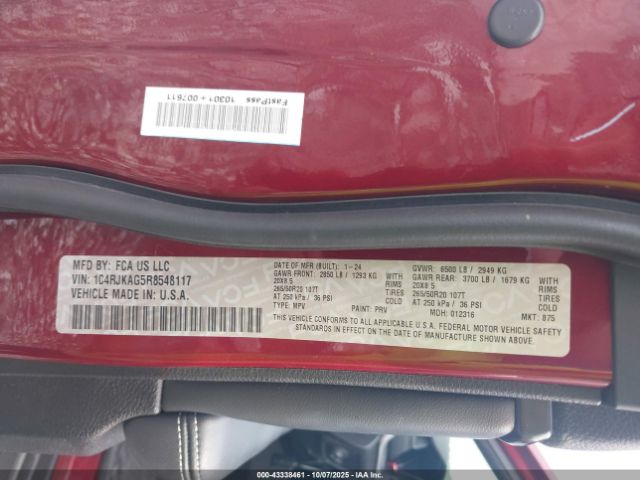 FastPass 10301+007611
MFD BY: FCA US LLC
VIN: 1C4RJKAG5R8548117
VEHICLE MADE IN U.S.A.
DATE OF MFR (BUILT): 1-24
GAWR FRONT: 2850 LB / 1293 KG WITH
20X8.5 RIMS
265/50R20 107T TIRES
AT 250 kPa / 36 PSI COLD
TYPE: MPV PAINT: PRV
GVWR: 6500 LB / 2949 KG
GAWR REAR: 3700 LB / 1679 KG WITH
20X8.5 RIMS
265/50R20 107T TIRES
AT 250 kPa / 36 PSI COLD
MDH: 012316 MKT: 875
THIS VEHICLE CONFORMS TO ALL APPLICABLE U.S.A. FEDERAL MOTOR VEHICLE SAFETY
STANDARDS IN EFFECT ON THE DATE OF MANUFACTURE SHOWN ABOVE.
000-43338461 - 10/07/2025 - IAAI.COM